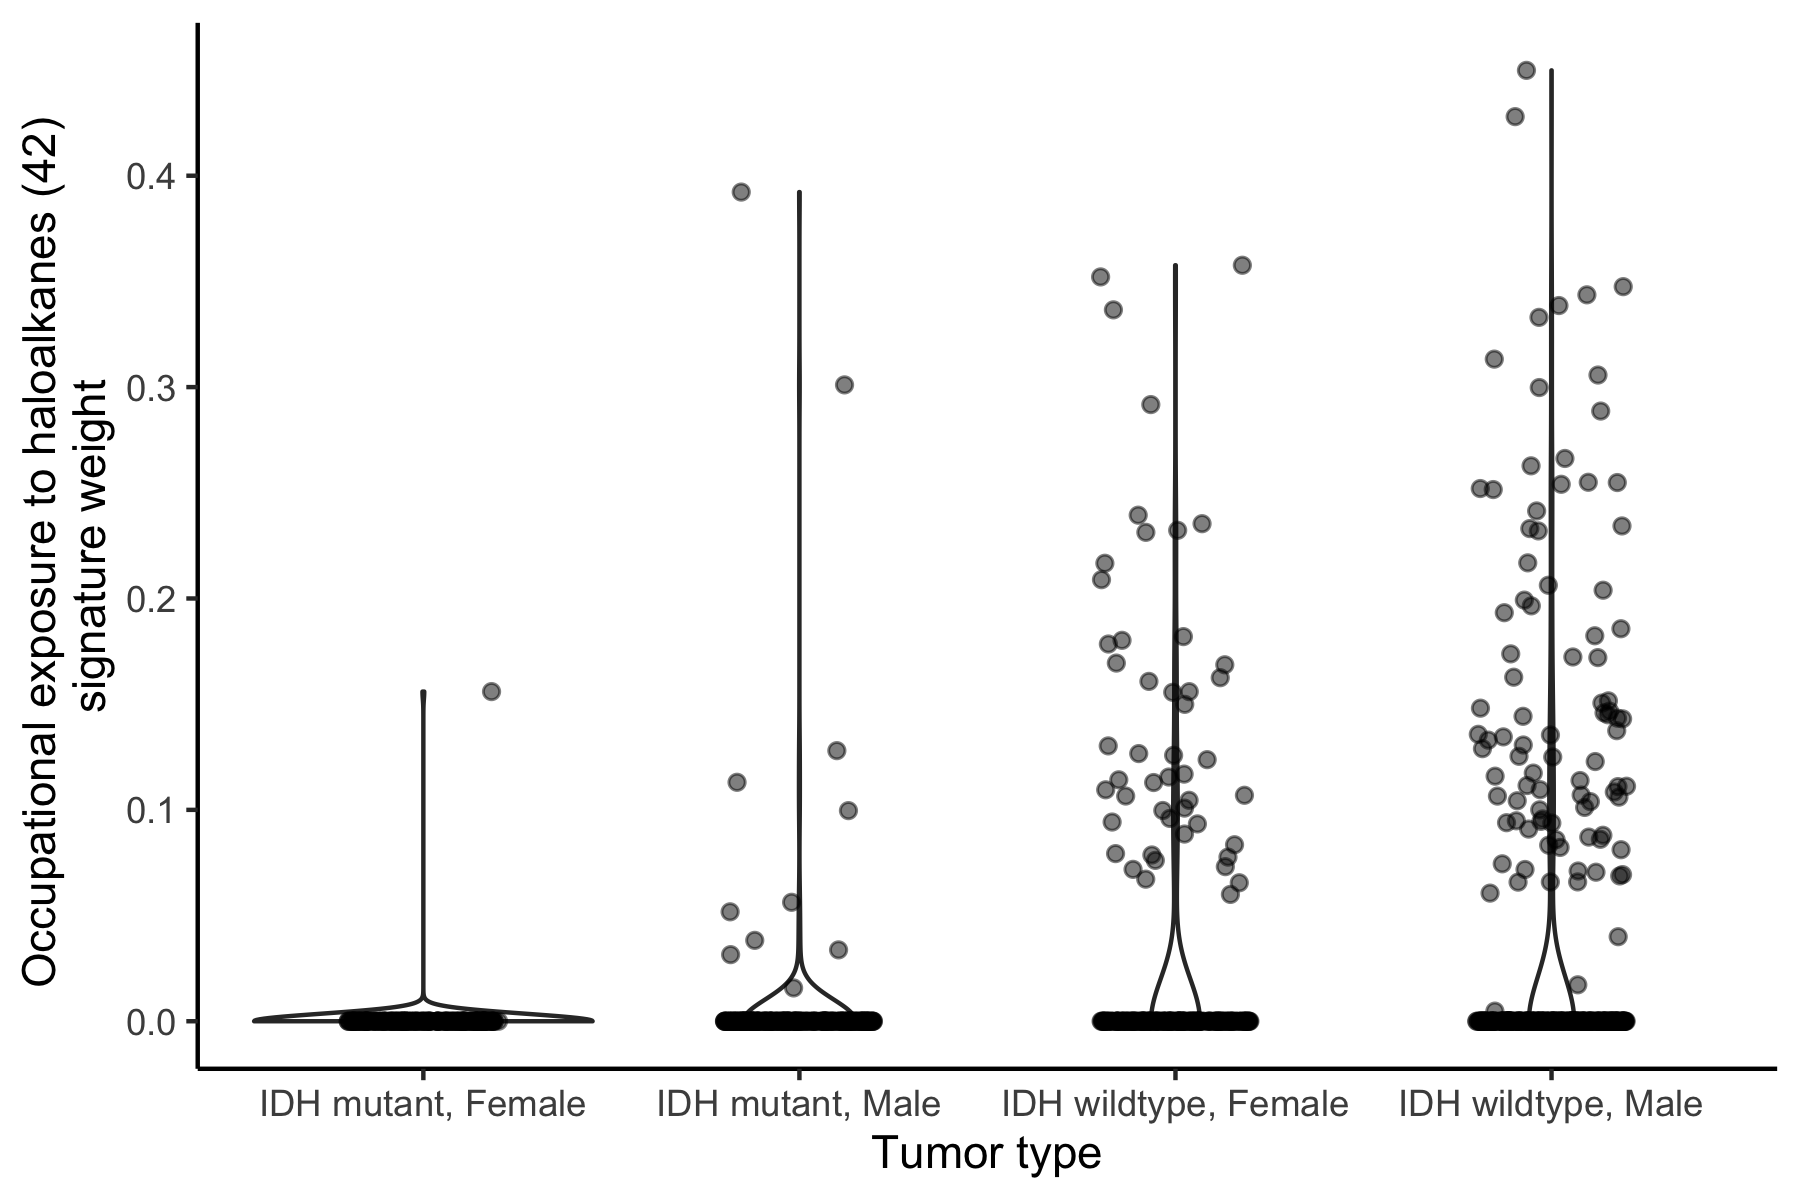 Occupational exposure to haloalkanes (42)
signature weight
0.4
0.3
0.2
0.1
0.0
IDH mutant, Female
IDH mutant, Male
IDH wildtype, Female
IDH wildtype, Male
Tumor type